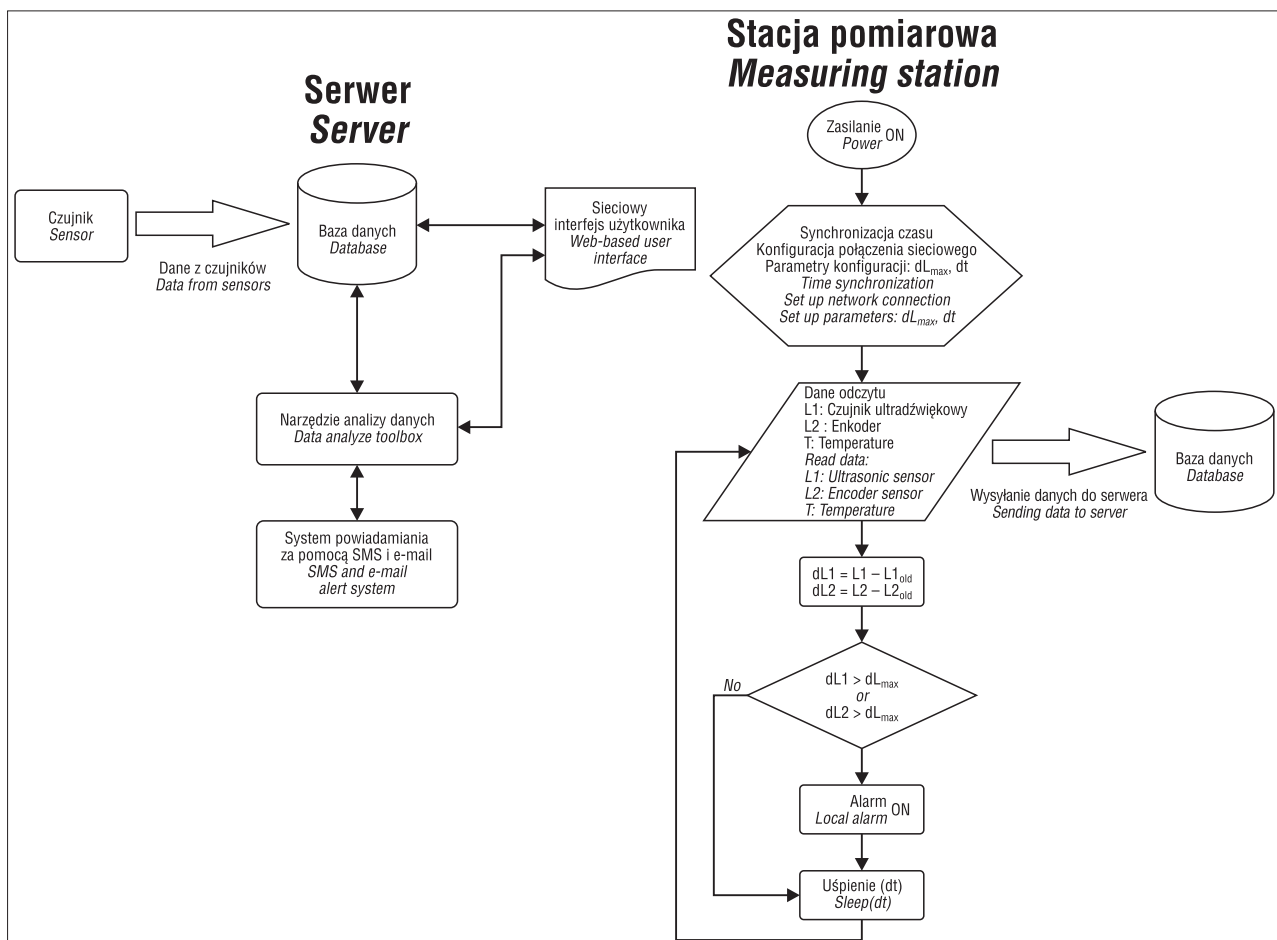 Serwer
Server
Czujnik
Sensor
Dane z czujników
Data from sensors
Baza danych
Database
Sieciowy
interfejs użytkownika
Web-based user
interface
Narzędzie analizy danych
Data analyze toolbox
System powiadamiania
za pomocą SMS i e-mail
SMS and e-mail
alert system
Stacja pomiarowa
Measuring station
Zasilanie
Power ON
Synchronizacja czasu
Konfiguracja połączenia sieciowego
Parametry konfiguracji: dLmax, dt
Time synchronization
Set up network connection
Set up parameters: dLmax, dt
Dane odczytu
L1: Czujnik ultradźwiękowy
L2 : Enkoder
T: Temperature
Read data:
L1: Ultrasonic sensor
L2: Encoder sensor
T: Temperature
Wysyłanie danych do serwera
Sending data to server
Baza danych
Database
dL1 = L1 – L1old
dL2 = L2 – L2old
No
dL1 > dLmax
or
dL2 > dLmax
Alarm
Local alarm ON
Uśpienie (dt)
Sleep(dt)